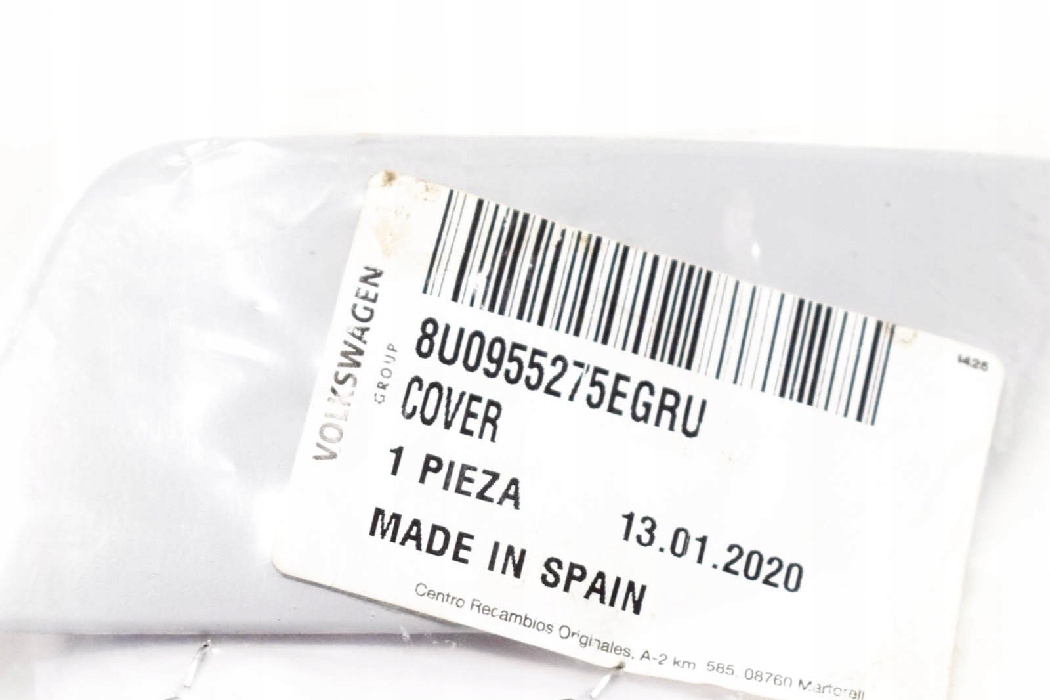 VOLKSWAGEN
GROUP
1428
8U0955275EGRU
COVER
1 PIEZA
13.01.2020
MADE IN SPAIN
Centro Recambios Originales, A-2 km 585, 08760 Martorell